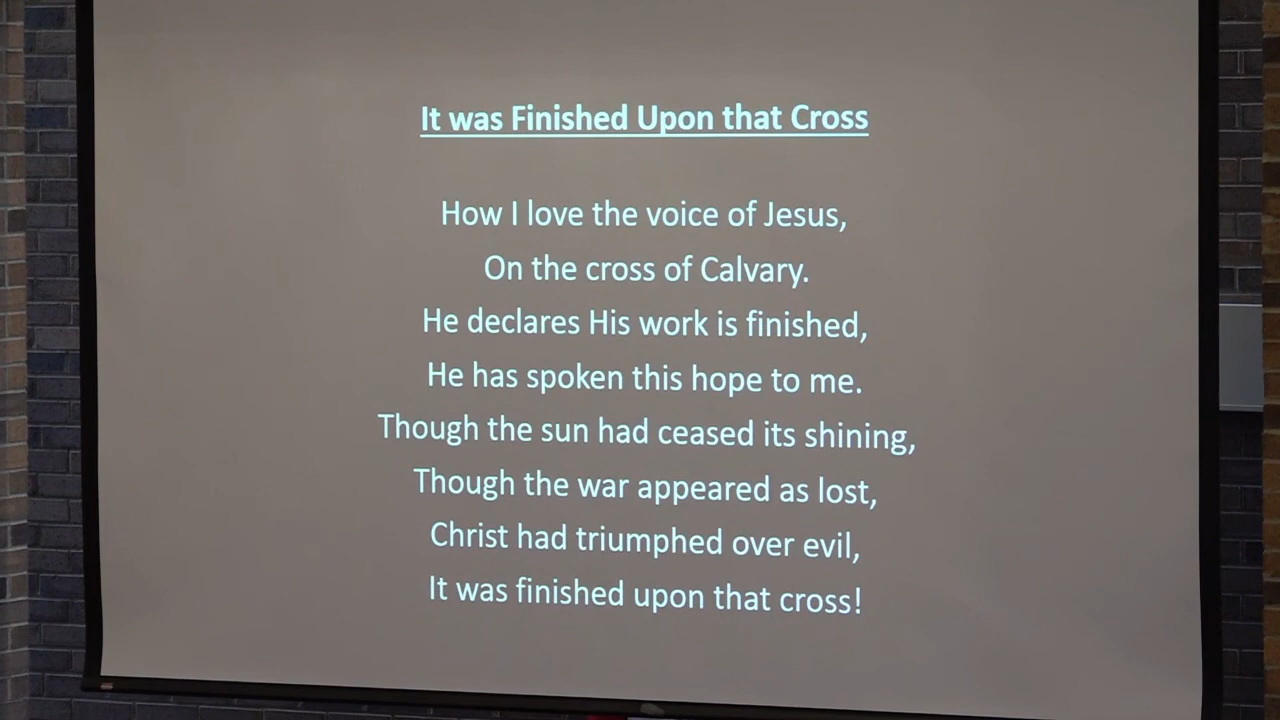 It was Finished Upon that Cross
How I love the voice of Jesus,
On the cross of Calvary.
He declares His work is finished,
He has spoken this hope to me.
Though the sun had ceased its shining,
Though the war appeared as lost,
Christ had triumphed over evil,
It was finished upon that cross!